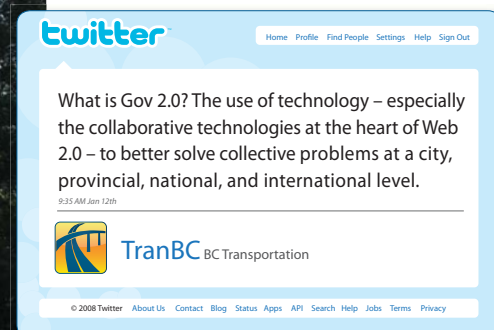 twitter
Home Profile Find People Settings Help Sign Out
What is Gov 2.0? The use of technology – especially
the collaborative technologies at the heart of Web
2.0 – to better solve collective problems at a city,
provincial, national, and international level.
9:35 AM Jan 12th
TranBC BC Transportation
© 2008 Twitter About Us Contact Blog Status Apps API Search Help Jobs Terms Privacy